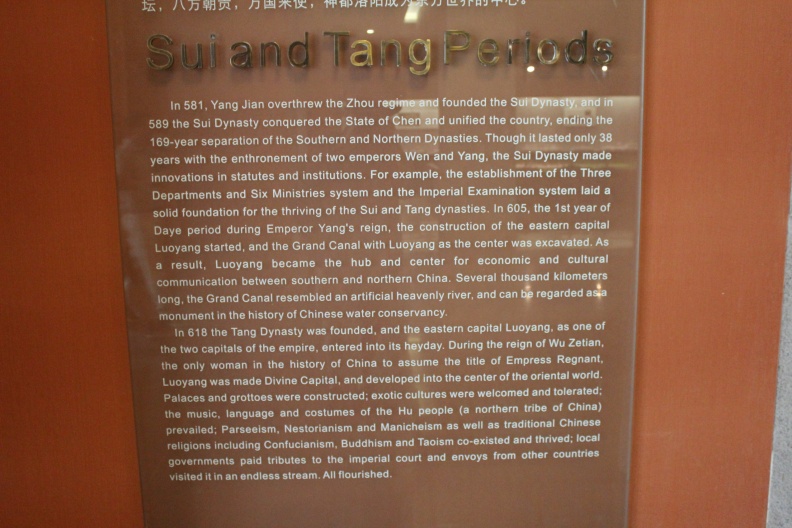 坛，八方朝贡，万国来使，神都洛阳成为东方世界的中心。
Sui and Tang Periods
In 581, Yang Jian overthrew the Zhou regime and founded the Sui Dynasty, and in
589 the Sui Dynasty conquered the State of Chen and unified the country, ending the
169-year separation of the Southern and Northern Dynasties. Though it lasted only 38
years with the enthronement of two emperors Wen and Yang, the Sui Dynasty made
innovations in statutes and institutions. For example, the establishment of the Three
Departments and Six Ministries system and the Imperial Examination system laid a
solid foundation for the thriving of the Sui and Tang dynasties. In 605, the 1st year of
Daye period during Emperor Yang's reign, the construction of the eastern capital
Luoyang started, and the Grand Canal with Luoyang as the center was excavated. As
a result, Luoyang became the hub and center for economic and cultural
communication between southern and northern China. Several thousand kilometers
long, the Grand Canal resembled an artificial heavenly river, and can be regarded as a
monument in the history of Chinese water conservancy.
In 618 the Tang Dynasty was founded, and the eastern capital Luoyang, as one of
the two capitals of the empire, entered into its heyday. During the reign of Wu Zetian,
the only woman in the history of China to assume the title of Empress Regnant,
Luoyang was made Divine Capital, and developed into the center of the oriental world.
Palaces and grottoes were constructed; exotic cultures were welcomed and tolerated;
the music, language and costumes of the Hu people (a northern tribe of China)
prevailed; Parseeism, Nestorianism and Manicheism as well as traditional Chinese
religions including Confucianism, Buddhism and Taoism co-existed and thrived; local
governments paid tributes to the imperial court and envoys from other countries
visited it in an endless stream. All flourished.